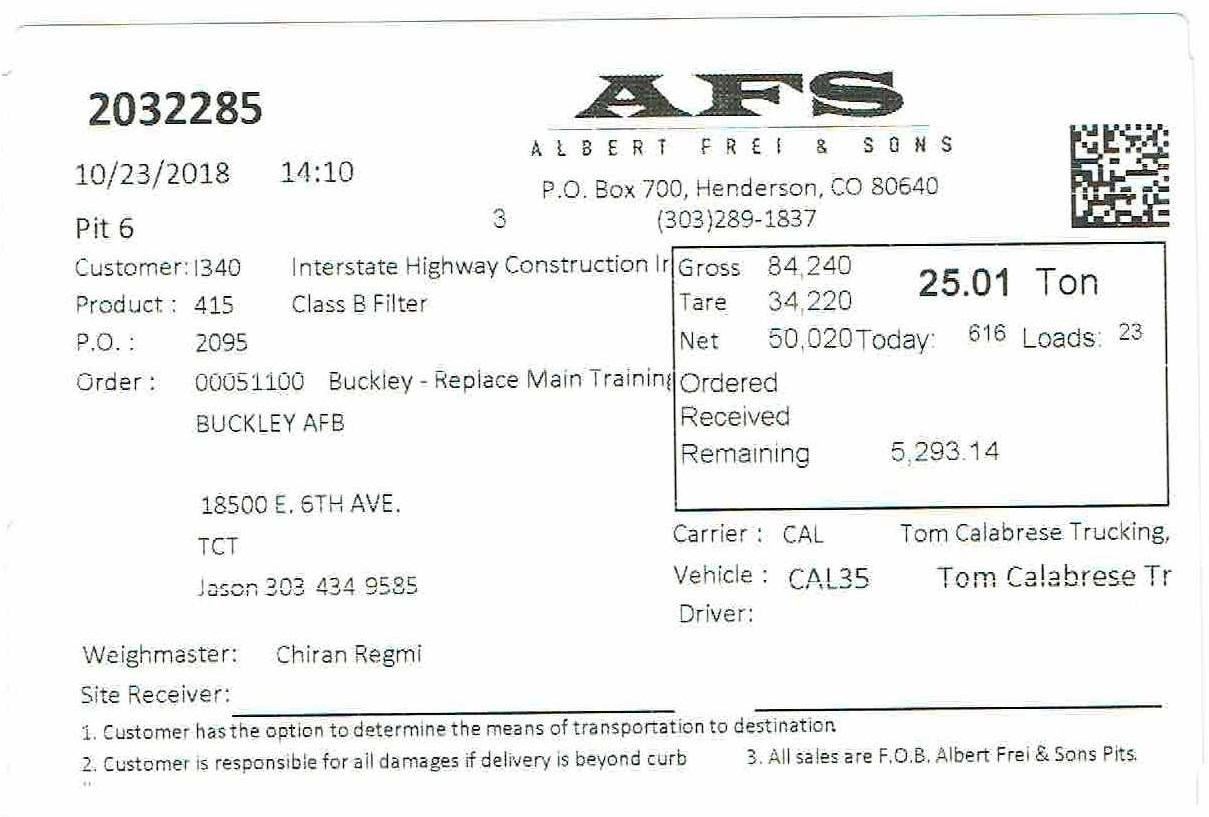 2032285
AFS
ALBERT FREI & SONS
10/23/2018 14:10
P.O. Box 700, Henderson, CO 80640
Pit 6 3 (303)289-1837
Customer: I340 Interstate Highway Construction Ir
Product : 415 Class B Filter
P.O. : 2095
Order : 00051100 Buckley - Replace Main Training
BUCKLEY AFB
18500 E. 6TH AVE.
TCT
Jason 303 434 9585
Gross 84,240 25.01 Ton
Tare 34,220
Net 50,020 Today: 616 Loads: 23
Ordered
Received
Remaining 5,293.14
Carrier : CAL Tom Calabrese Trucking,
Vehicle : CAL35 Tom Calabrese Tr
Driver:
Weighmaster: Chiran Regmi
Site Receiver:
1. Customer has the option to determine the means of transportation to destination.
2. Customer is responsible for all damages if delivery is beyond curb 3. All sales are F.O.B. Albert Frei & Sons Pits.